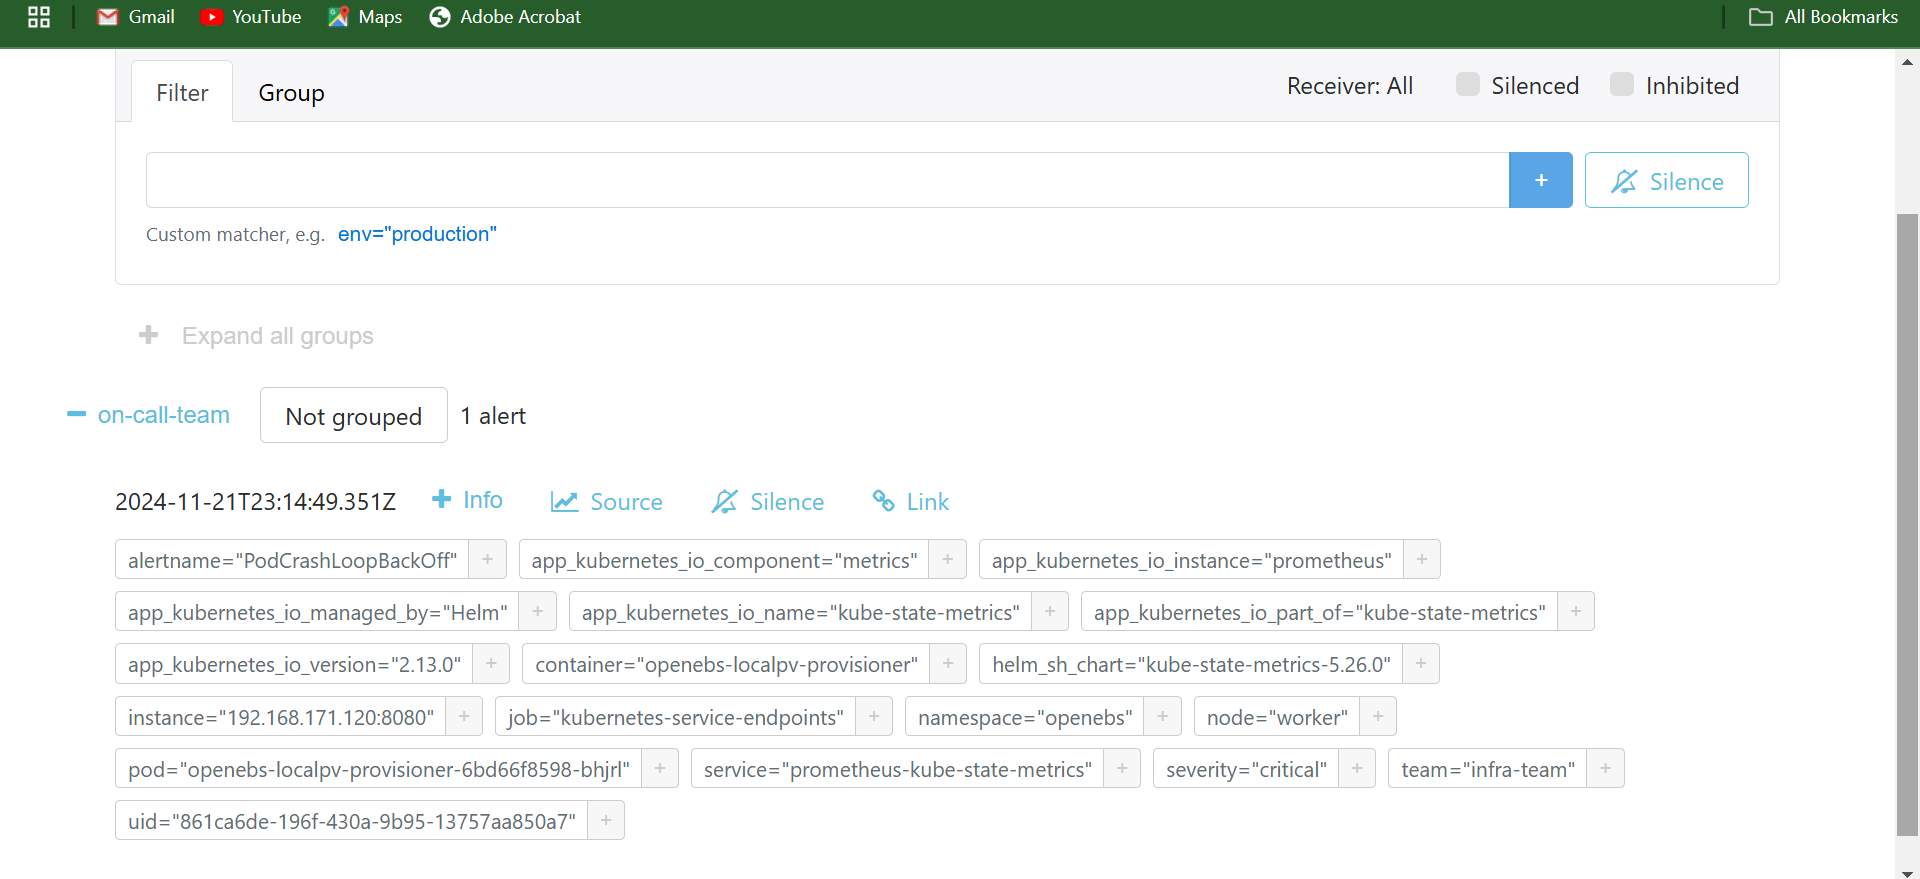 Gmail YouTube Maps Adobe Acrobat All Bookmarks
Filter Group Receiver: All Silenced Inhibited
+ Silence
Custom matcher, e.g. env="production"
+ Expand all groups
− on-call-team Not grouped 1 alert
2024-11-21T23:14:49.351Z + Info Source Silence Link
alertname="PodCrashLoopBackOff" + app_kubernetes_io_component="metrics" + app_kubernetes_io_instance="prometheus" +
app_kubernetes_io_managed_by="Helm" + app_kubernetes_io_name="kube-state-metrics" + app_kubernetes_io_part_of="kube-state-metrics" +
app_kubernetes_io_version="2.13.0" + container="openebs-localpv-provisioner" + helm_sh_chart="kube-state-metrics-5.26.0" +
instance="192.168.171.120:8080" + job="kubernetes-service-endpoints" + namespace="openebs" + node="worker" +
pod="openebs-localpv-provisioner-6bd66f8598-bhjrl" + service="prometheus-kube-state-metrics" + severity="critical" + team="infra-team" +
uid="861ca6de-196f-430a-9b95-13757aa850a7" +